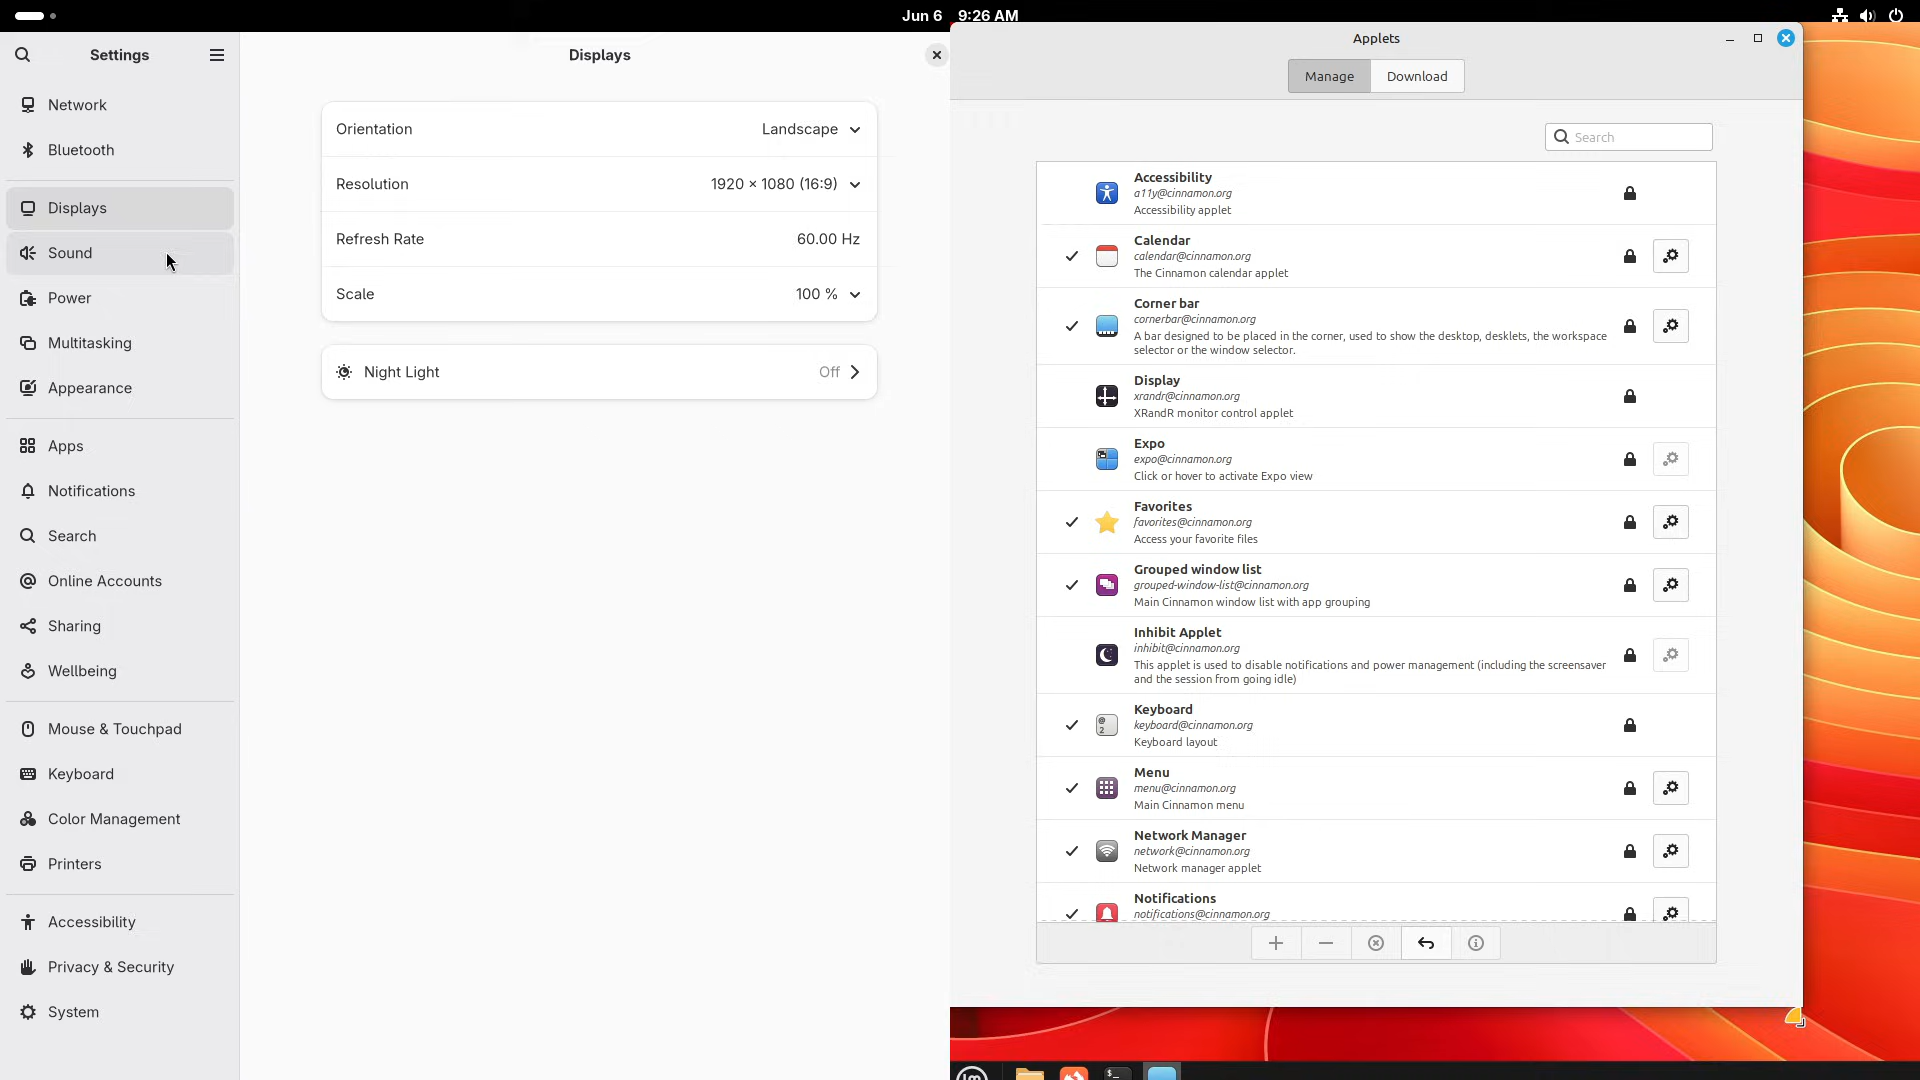 Jun 6 9:26 AM
Settings
Network
Bluetooth
Displays
Sound
Power
Multitasking
Appearance
Apps
Notifications
Search
Online Accounts
Sharing
Wellbeing
Mouse & Touchpad
Keyboard
Color Management
Printers
Accessibility
Privacy & Security
System
Displays
Orientation Landscape
Resolution 1920 × 1080 (16:9)
Refresh Rate 60.00 Hz
Scale 100 %
Night Light Off
Applets
Manage Download
Search
Accessibility
a11y@cinnamon.org
Accessibility applet
Calendar
calendar@cinnamon.org
The Cinnamon calendar applet
Corner bar
cornerbar@cinnamon.org
A bar designed to be placed in the corner, used to show the desktop, desklets, the workspace
selector or the window selector.
Display
xrandr@cinnamon.org
XRandR monitor control applet
Expo
expo@cinnamon.org
Click or hover to activate Expo view
Favorites
favorites@cinnamon.org
Access your favorite files
Grouped window list
grouped-window-list@cinnamon.org
Main Cinnamon window list with app grouping
Inhibit Applet
inhibit@cinnamon.org
This applet is used to disable notifications and power management (including the screensaver
and the session from going idle)
Keyboard
keyboard@cinnamon.org
Keyboard layout
Menu
menu@cinnamon.org
Main Cinnamon menu
Network Manager
network@cinnamon.org
Network manager applet
Notifications
notifications@cinnamon.org